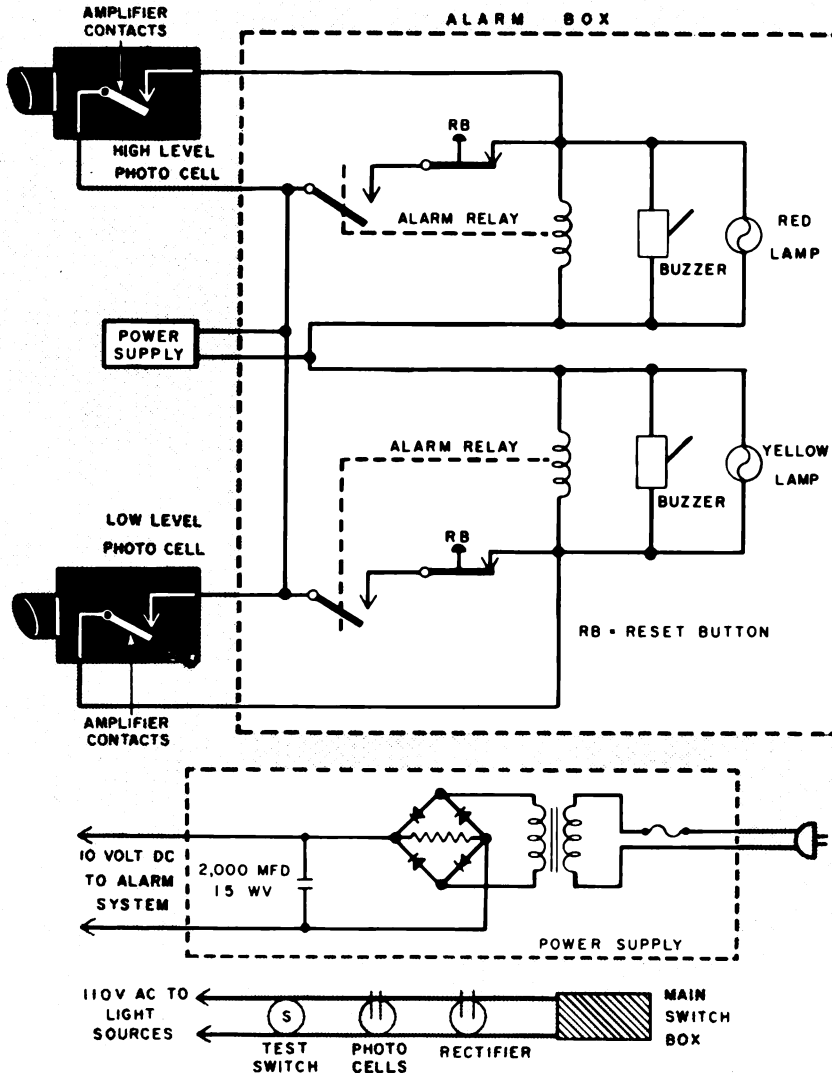 ALARM BOX
AMPLIFIER
CONTACTS
HIGH LEVEL
PHOTO CELL
RB
ALARM RELAY
BUZZER
RED
LAMP
POWER
SUPPLY
ALARM RELAY
BUZZER
YELLOW
LAMP
LOW LEVEL
PHOTO CELL
RB
RB = RESET BUTTON
AMPLIFIER
CONTACTS
10 VOLT DC
TO ALARM
SYSTEM
2,000 MFD
15 WV
POWER SUPPLY
110V AC TO
LIGHT
SOURCES
S
TEST
SWITCH
PHOTO
CELLS
RECTIFIER
MAIN
SWITCH
BOX